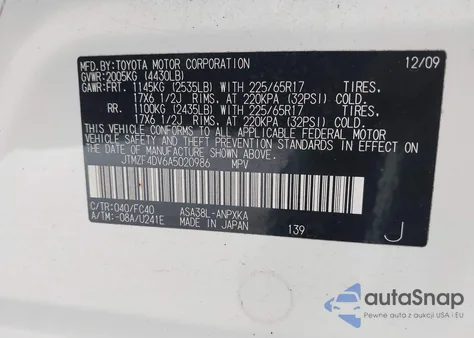 MFD.BY:TOYOTA MOTOR CORPORATION 12/09
GVWR:2005KG (4430LB)
GAWR:FRT. 1145KG (2535LB) WITH 225/65R17 TIRES.
17X6 1/2J RIMS. AT 220KPA (32PSI) COLD.
RR. 1100KG (2435LB) WITH 225/65R17 TIRES.
17X6 1/2J RIMS. AT 220KPA (32PSI) COLD.
THIS VEHICLE CONFORMS TO ALL APPLICABLE FEDERAL MOTOR
VEHICLE SAFETY AND THEFT PREVENTION STANDARDS IN EFFECT ON
THE DATE OF MANUFACTURE SHOWN ABOVE.
JTMZF4DV6A5020986 MPV
C/TR:040/FC40 ASA38L-ANPXKA
A/TM:-08A/U241E MADE IN JAPAN 139 J
autoSnap
Pewne auta z aukcji USA i EU